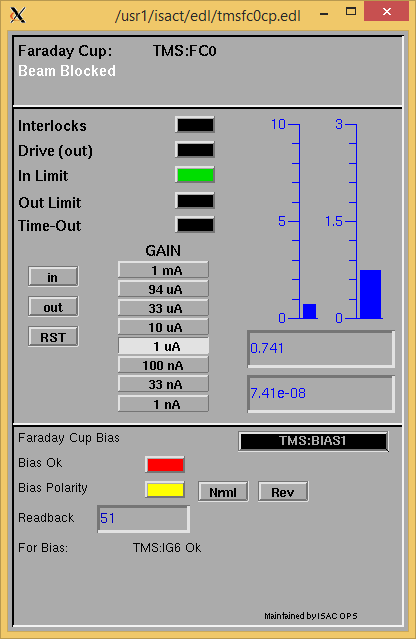 /usr1/isact/edl/tmsfc0cp.edl
Faraday Cup: TMS:FC0
Beam Blocked
Interlocks
Drive (out)
In Limit
Out Limit
Time-Out
10
5
0
3
1.5
0
GAIN
1 mA
94 uA
33 uA
10 uA
1 uA
100 nA
33 nA
1 nA
in
out
RST
0.741
7.41e-08
Faraday Cup Bias TMS:BIAS1
Bias Ok
Bias Polarity Nrml Rev
Readback 51
For Bias: TMS:IG6 Ok
Maintained by ISAC OPS